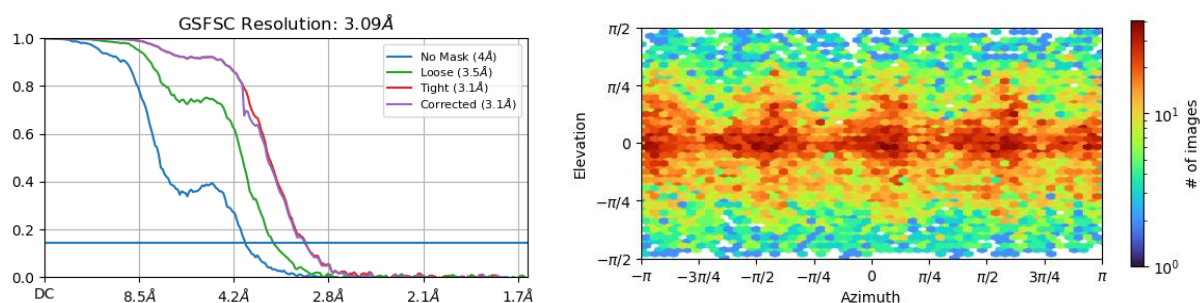 GSFSC Resolution: 3.09Å
1.0
0.8
0.6
0.4
0.2
0.0
DC
8.5Å
4.2Å
2.8Å
2.1Å
1.7Å
No Mask (4Å)
Loose (3.5Å)
Tight (3.1Å)
Corrected (3.1Å)
Elevation
π/2
π/4
0
−π/4
−π/2
−π
−3π/4
−π/2
−π/4
0
π/4
π/2
3π/4
π
Azimuth
10¹
10⁰
# of images